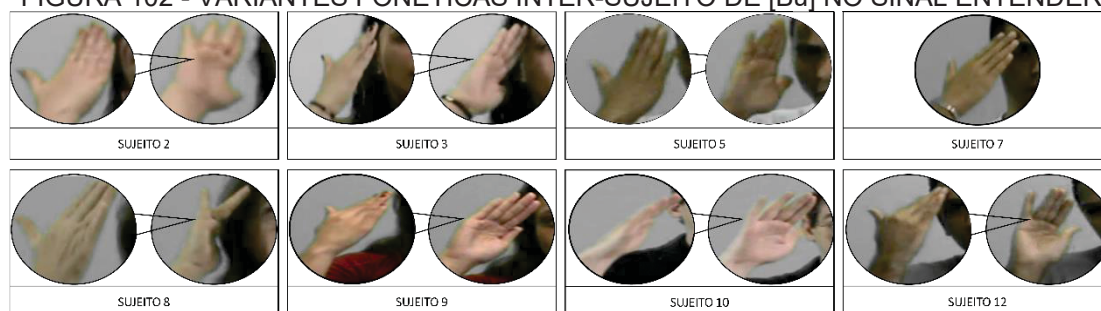 FIGURA 102 - VARIANTES FONÉTICAS INTER-SUJEITO DE [Ba] NO SINAL ENTENDER
SUJEITO 2
SUJEITO 3
SUJEITO 5
SUJEITO 7
SUJEITO 8
SUJEITO 9
SUJEITO 10
SUJEITO 12